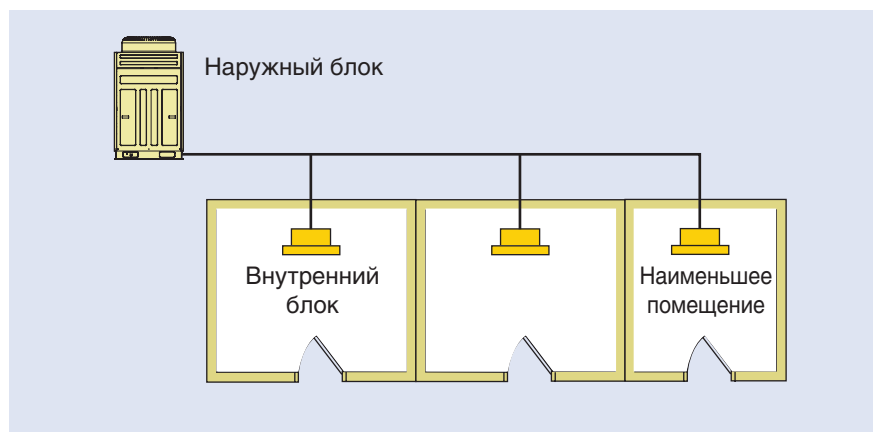 Наружный блок
Внутренний
блок
Наименьшее
помещение